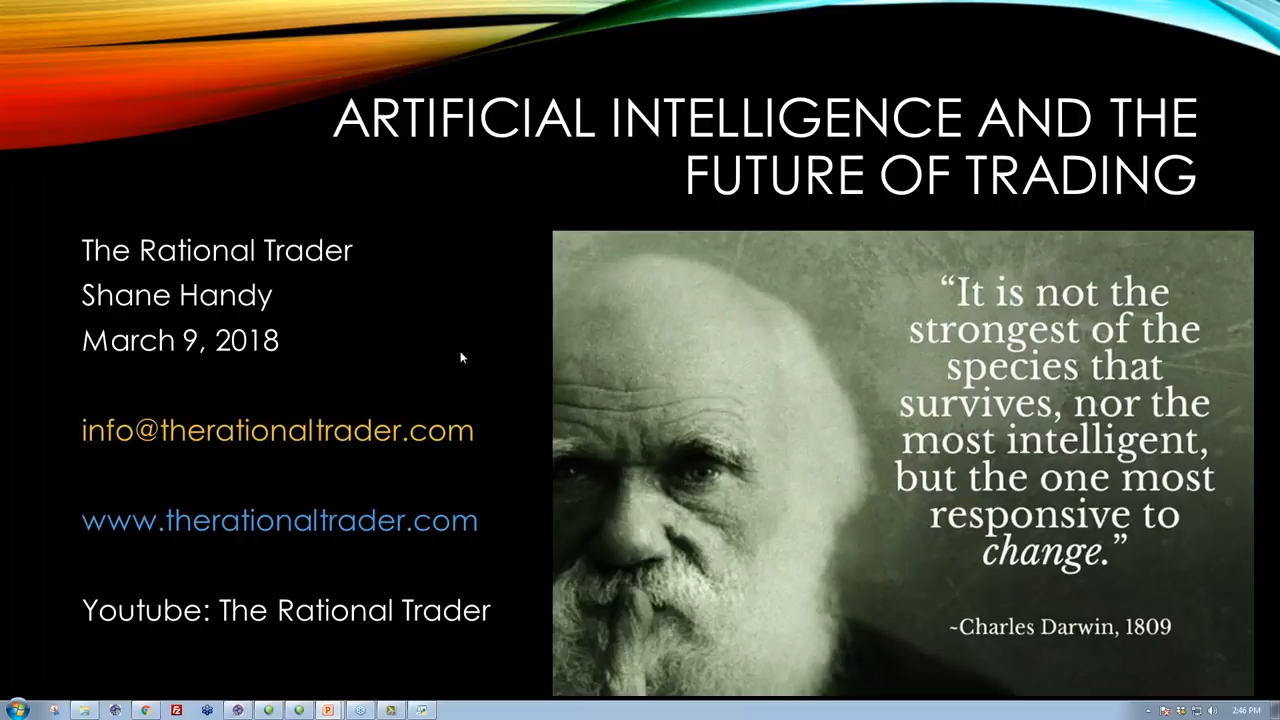 ARTIFICIAL INTELLIGENCE AND THE
FUTURE OF TRADING
The Rational Trader
Shane Handy
March 9, 2018
info@therationaltrader.com
www.therationaltrader.com
Youtube: The Rational Trader
“It is not the
strongest of the
species that
survives, nor the
most intelligent,
but the one most
responsive to
change.”
~Charles Darwin, 1809
2:46 PM